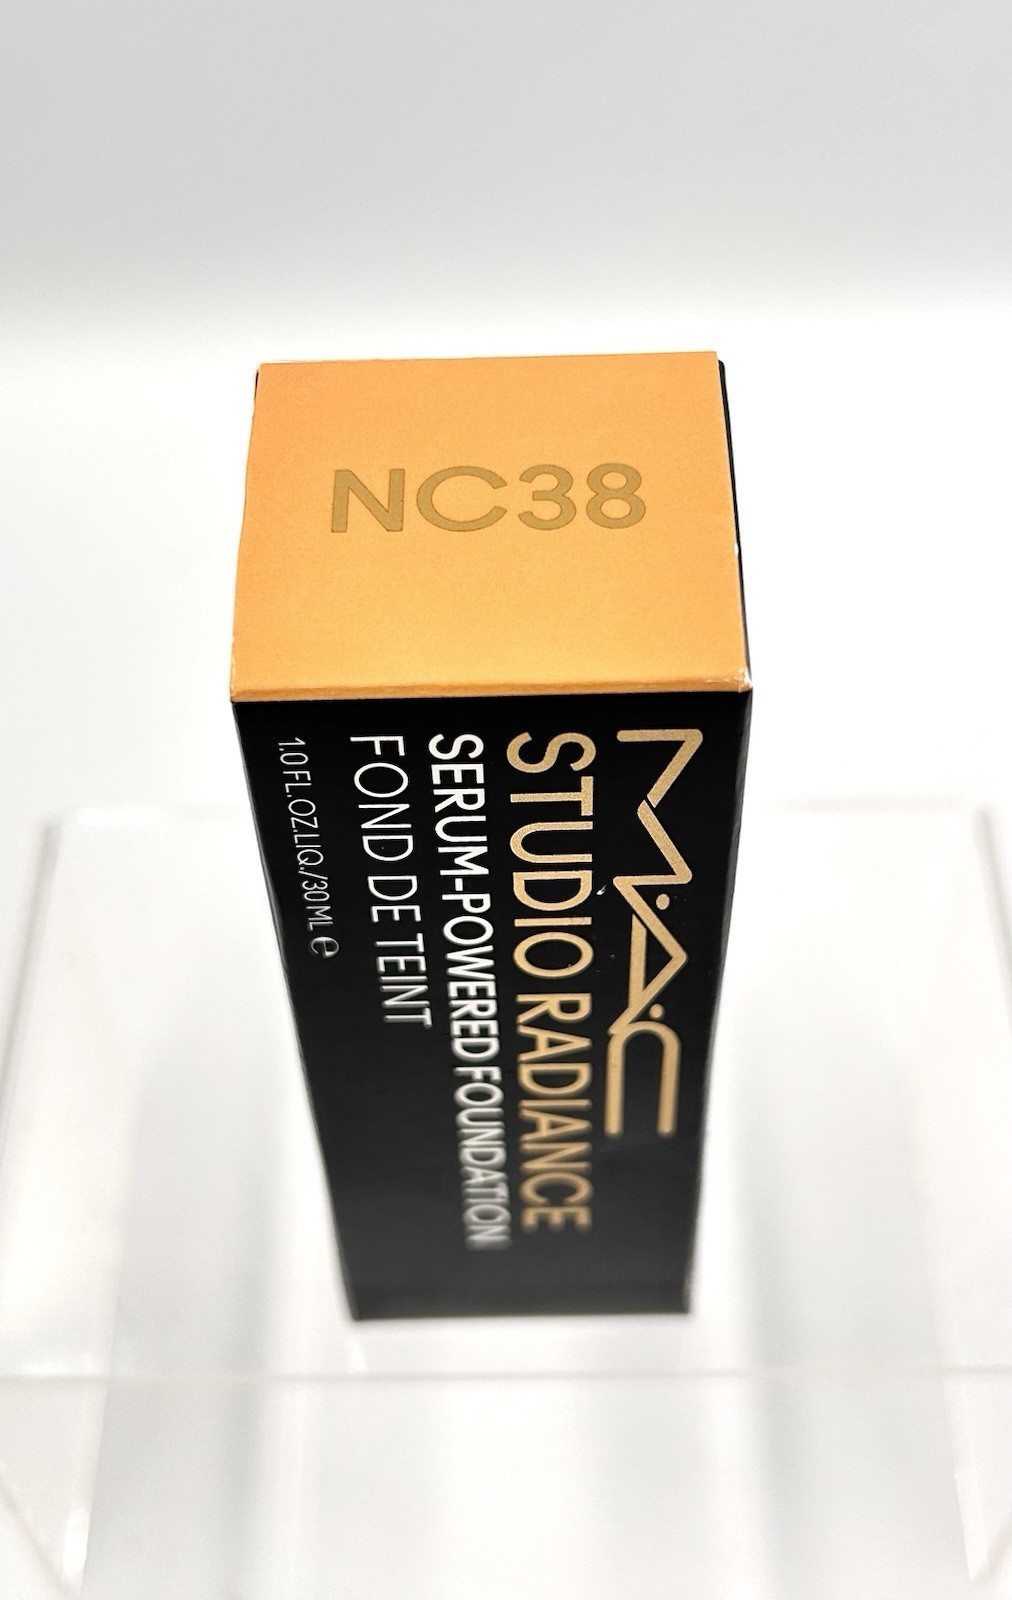 NC38
M·A·C
STUDIO RADIANCE
SERUM-POWERED FOUNDATION
FOND DE TEINT
1.0 FL.OZ.LIQ./30 ML ℮